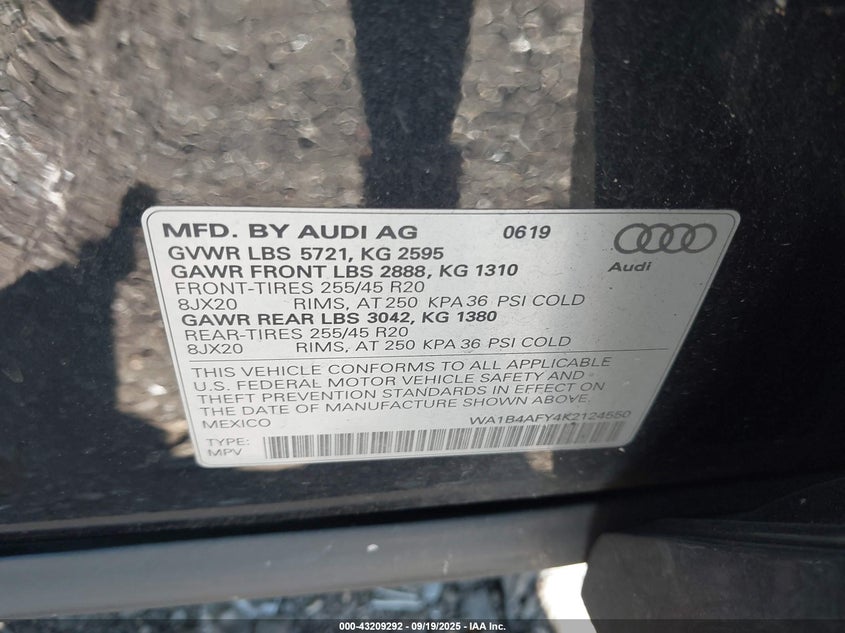 MFD. BY AUDI AG 0619
Audi
GVWR LBS 5721, KG 2595
GAWR FRONT LBS 2888, KG 1310
FRONT-TIRES 255/45 R20
8JX20 RIMS, AT 250 KPA 36 PSI COLD
GAWR REAR LBS 3042, KG 1380
REAR-TIRES 255/45 R20
8JX20 RIMS, AT 250 KPA 36 PSI COLD
THIS VEHICLE CONFORMS TO ALL APPLICABLE
U.S. FEDERAL MOTOR VEHICLE SAFETY AND
THEFT PREVENTION STANDARDS IN EFFECT ON
THE DATE OF MANUFACTURE SHOWN ABOVE.
MEXICO WA1B4AFY4K2124550
TYPE:
MPV
000-43209292 - 09/19/2025 - IAA Inc.